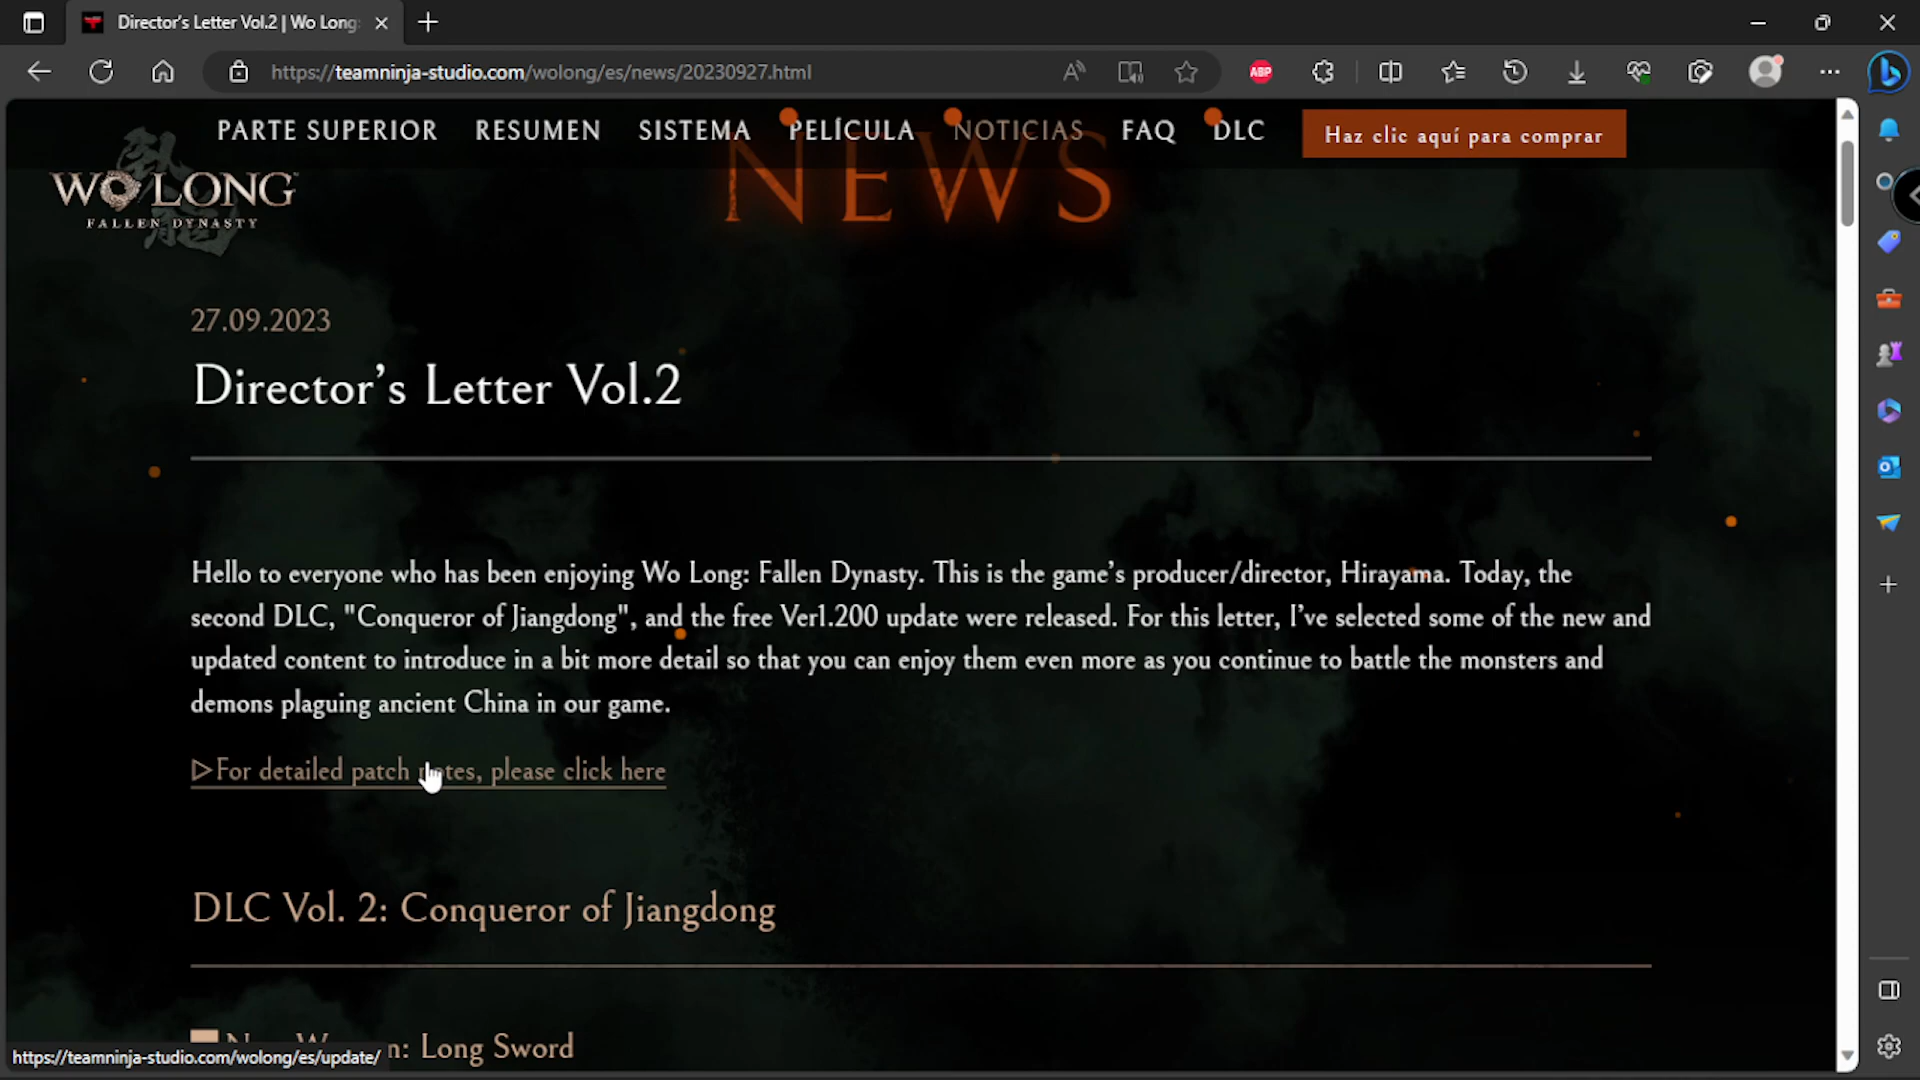 Director's Letter Vol.2 | Wo Long
https://teamninja-studio.com/wolong/es/news/20230927.html
ABP
PARTE SUPERIOR RESUMEN SISTEMA PELÍCULA NOTICIAS FAQ DLC Haz clic aquí para comprar
WO LONG
FALLEN DYNASTY
NEWS
27.09.2023
Director's Letter Vol.2
Hello to everyone who has been enjoying Wo Long: Fallen Dynasty. This is the game's producer/director, Hirayama. Today, the
second DLC, "Conqueror of Jiangdong", and the free Ver1.200 update were released. For this letter, I've selected some of the new and
updated content to introduce in a bit more detail so that you can enjoy them even more as you continue to battle the monsters and
demons plaguing ancient China in our game.
▷For detailed patch notes, please click here
DLC Vol. 2: Conqueror of Jiangdong
Long Sword
https://teamninja-studio.com/wolong/es/update/